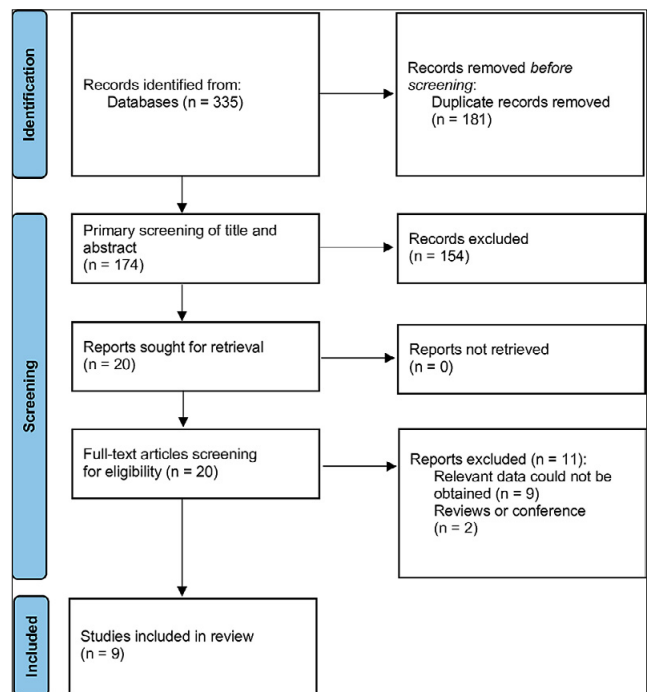 Identification
Records identified from:
Databases (n = 335)
Records removed before
screening:
Duplicate records removed
(n = 181)
Screening
Primary screening of title and
abstract
(n = 174)
Records excluded
(n = 154)
Reports sought for retrieval
(n = 20)
Reports not retrieved
(n = 0)
Full-text articles screening
for eligibility (n = 20)
Reports excluded (n = 11):
Relevant data could not be
obtained (n = 9)
Reviews or conference
(n = 2)
Included
Studies included in review
(n = 9)